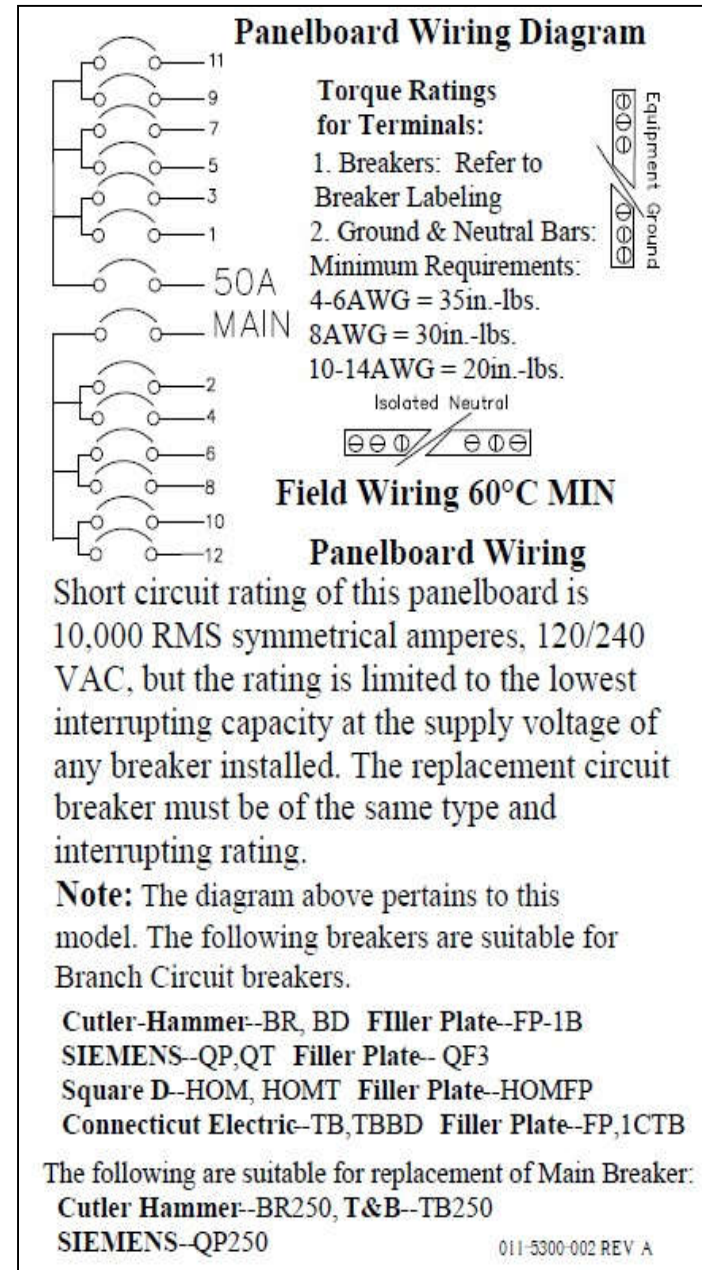 Panelboard Wiring Diagram
11
9
7
5
3
1
50A
MAIN
2
4
6
8
10
12
Torque Ratings
for Terminals:
1. Breakers: Refer to
Breaker Labeling
2. Ground & Neutral Bars:
Minimum Requirements:
4-6AWG = 35in.-lbs.
8AWG = 30in.-lbs.
10-14AWG = 20in.-lbs.
Equipment Ground
Isolated Neutral
Field Wiring 60°C MIN
Panelboard Wiring
Short circuit rating of this panelboard is
10,000 RMS symmetrical amperes, 120/240
VAC, but the rating is limited to the lowest
interrupting capacity at the supply voltage of
any breaker installed. The replacement circuit
breaker must be of the same type and
interrupting rating.
Note: The diagram above pertains to this
model. The following breakers are suitable for
Branch Circuit breakers.
Cutler-Hammer--BR, BD FIller Plate--FP-1B
SIEMENS--QP,QT Filler Plate-- QF3
Square D--HOM, HOMT Filler Plate--HOMFP
Connecticut Electric--TB,TBBD Filler Plate--FP,1CTB
The following are suitable for replacement of Main Breaker:
Cutler Hammer--BR250, T&B--TB250
SIEMENS--QP250
011-5300-002 REV A